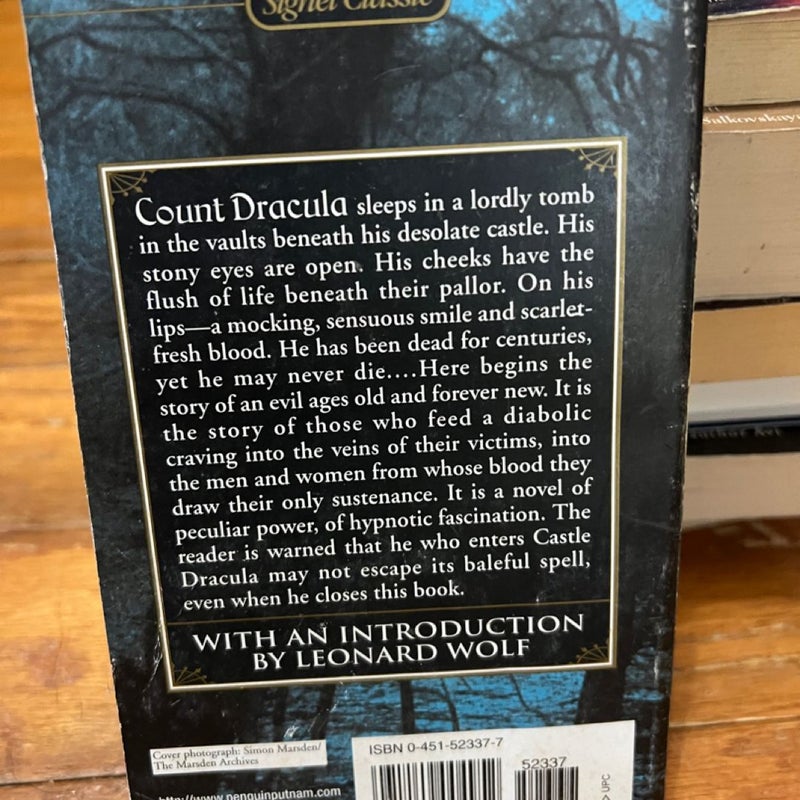 Signet Classic
Count Dracula sleeps in a lordly tomb
in the vaults beneath his desolate castle. His
stony eyes are open. His cheeks have the
flush of life beneath their pallor. On his
lips—a mocking, sensuous smile and scarlet-
fresh blood. He has been dead for centuries,
yet he may never die....Here begins the
story of an evil ages old and forever new. It is
the story of those who feed a diabolic
craving into the veins of their victims, into
the men and women from whose blood they
draw their only sustenance. It is a novel of
peculiar power, of hypnotic fascination. The
reader is warned that he who enters Castle
Dracula may not escape its baleful spell,
even when he closes this book.
WITH AN INTRODUCTION
BY LEONARD WOLF
Cover photograph: Simon Marsden/
The Marsden Archives
http://www.penguinputnam.com
ISBN 0-451-52337-7
52337
UPC